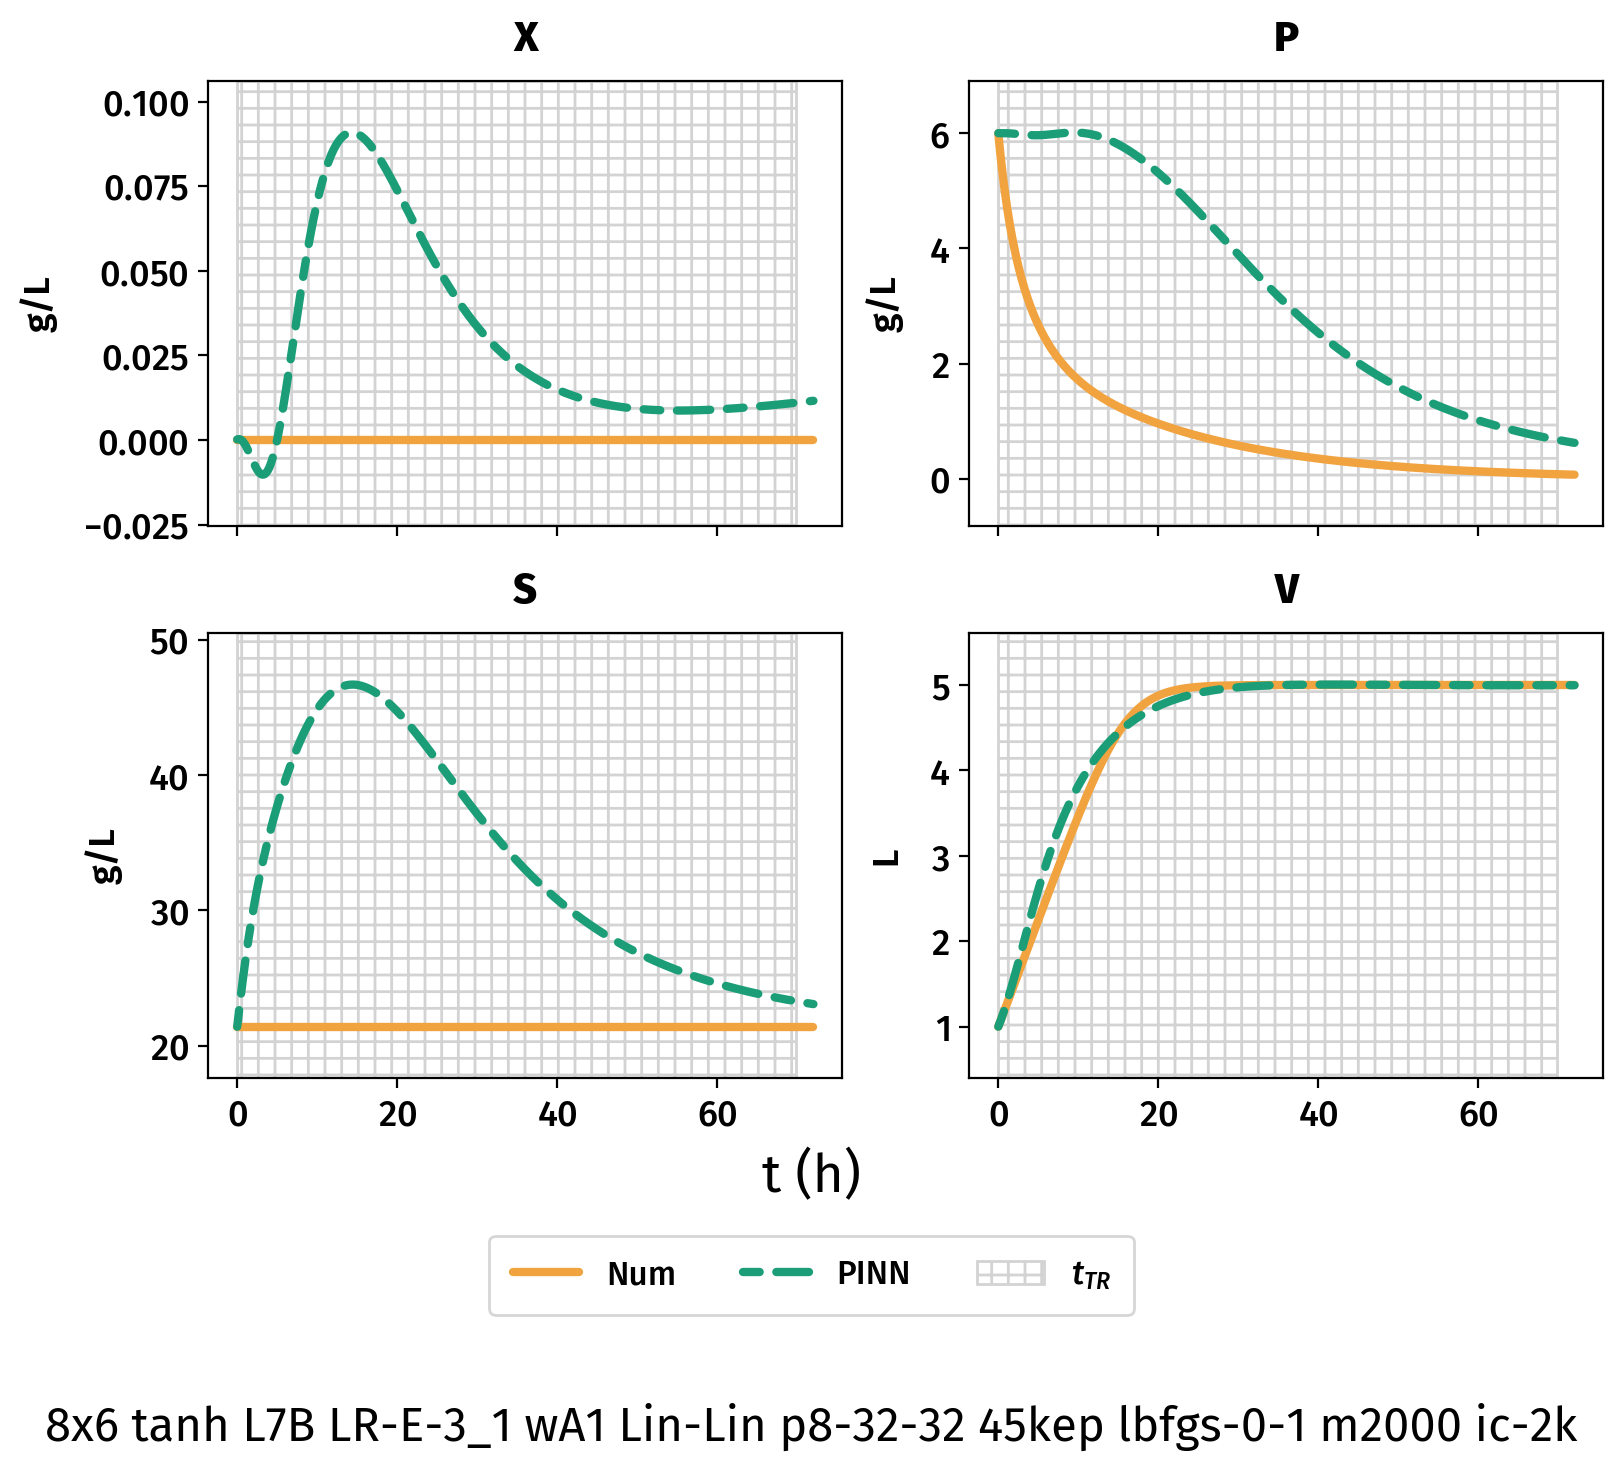 X
P
0.100
0.075
0.050
0.025
0.000
−0.025
g/L
6
4
2
0
g/L
S
V
50
40
30
20
g/L
5
4
3
2
1
L
0 20 40 60
0 20 40 60
t (h)
Num PINN tTR
8x6 tanh L7B LR-E-3_1 wA1 Lin-Lin p8-32-32 45kep lbfgs-0-1 m2000 ic-2k